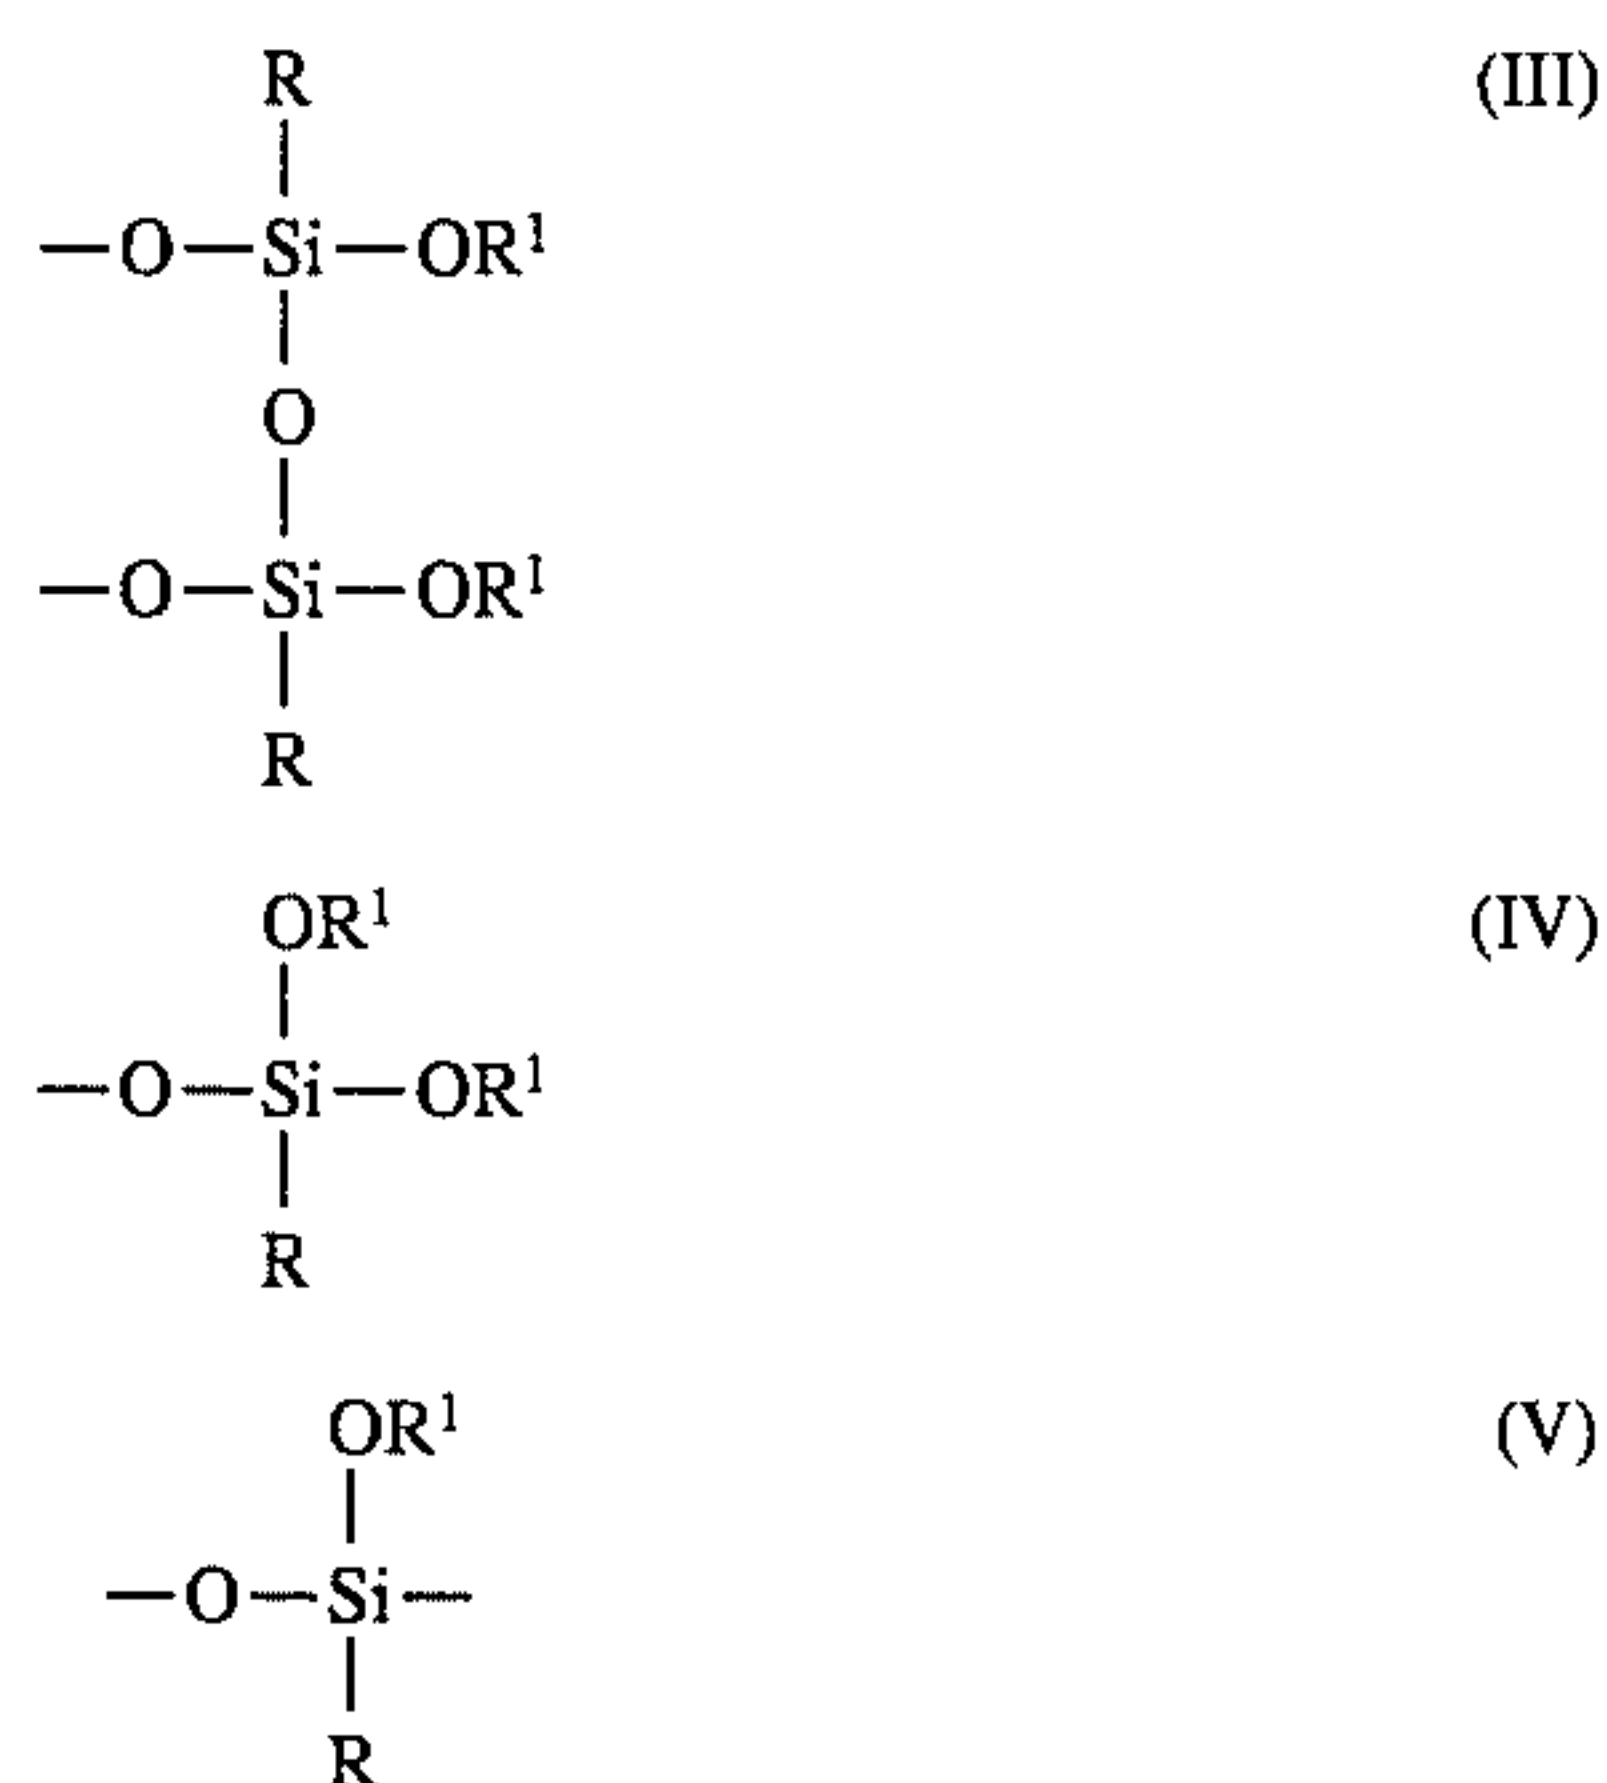 R (III)
—O—Si—OR¹
O
—O—Si—OR¹
R
OR¹ (IV)
—O—Si—OR¹
R
OR¹ (V)
—O—Si—
R